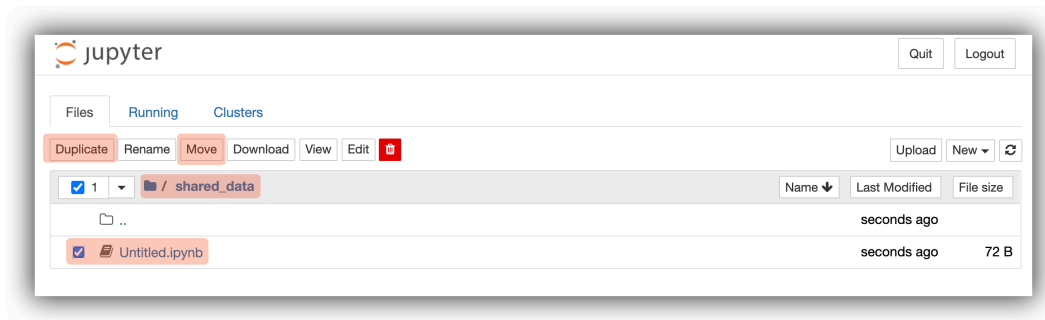 jupyter Quit Logout
Files Running Clusters
Duplicate Rename Move Download View Edit Upload New
1 / shared_data Name Last Modified File size
.. seconds ago
Untitled.ipynb seconds ago 72 B